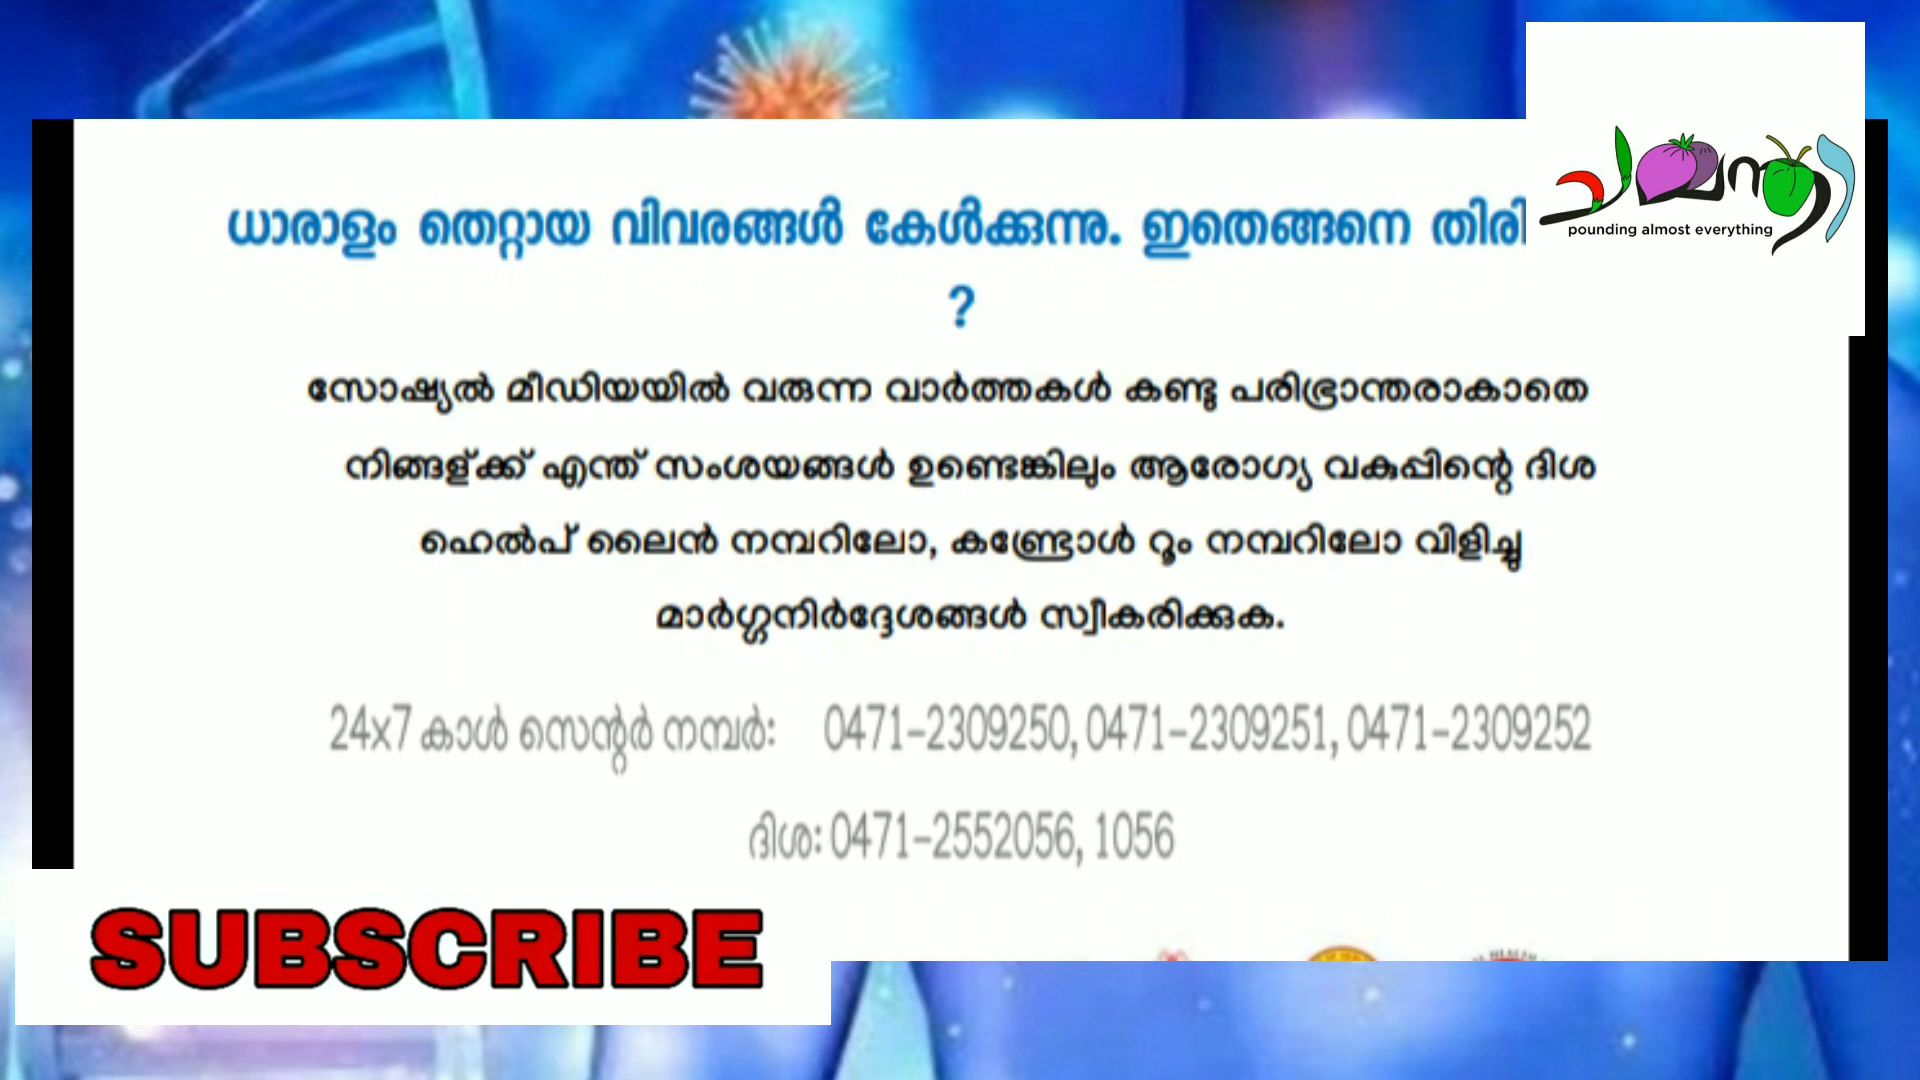 ധാരാളം തെറ്റായ വിവരങ്ങൾ കേൾക്കുന്നു. ഇതെങ്ങനെ തിരി
?
സോഷ്യൽ മീഡിയയിൽ വരുന്ന വാർത്തകൾ കണ്ടു പരിഭ്രാന്തരാകാതെ
നിങ്ങള്ക്ക് എന്ത് സംശയങ്ങൾ ഉണ്ടെങ്കിലും ആരോഗ്യ വകുപ്പിന്റെ ദിശ
ഹെൽപ് ലൈൻ നമ്പറിലോ, കണ്ട്രോൾ റൂം നമ്പറിലോ വിളിച്ചു
മാർഗ്ഗനിർദ്ദേശങ്ങൾ സ്വീകരിക്കുക.
24x7 കാൾ സെന്റർ നമ്പർ: 0471-2309250, 0471-2309251, 0471-2309252
ദിശ: 0471-2552056, 1056
pounding almost everything
SUBSCRIBE